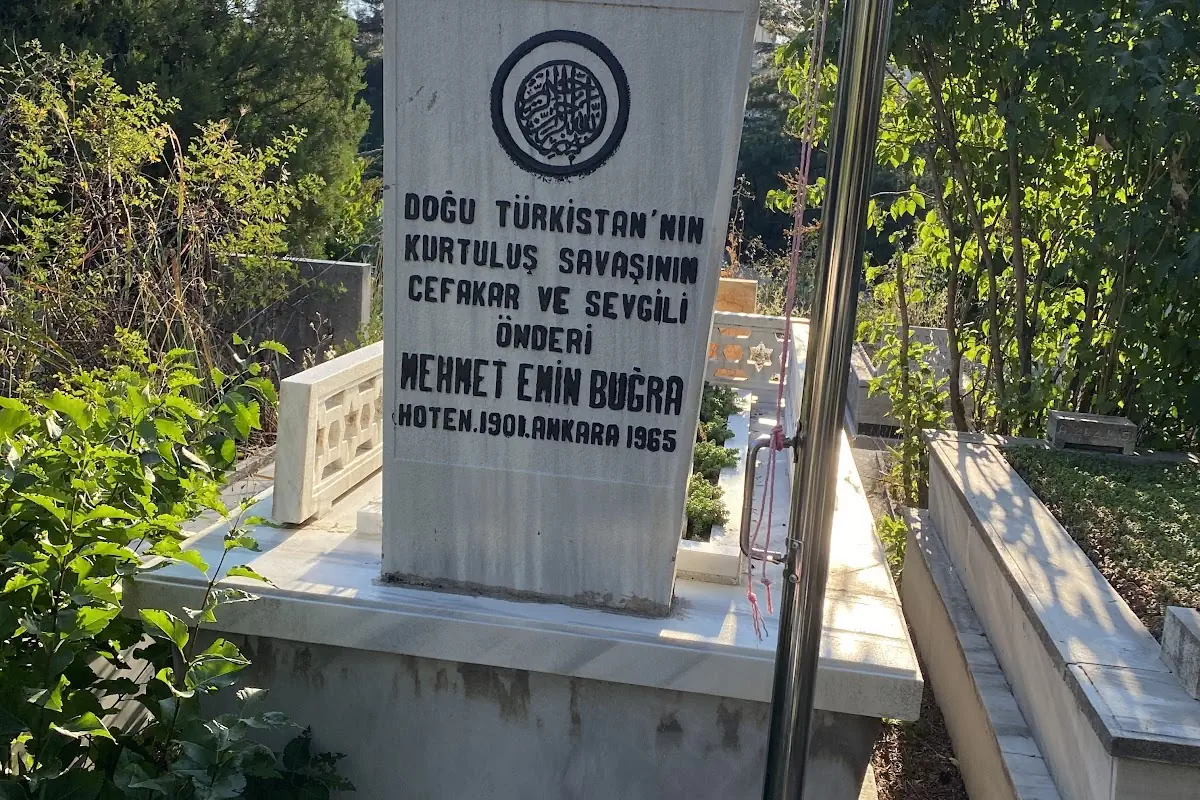 DOĞU TÜRKİSTAN'NIN
KURTULUŞ SAVAŞININ
CEFAKAR VE SEVGİLİ
ÖNDERİ
MEHMET EMİN BUĞRA
HOTEN.1901.ANKARA 1965